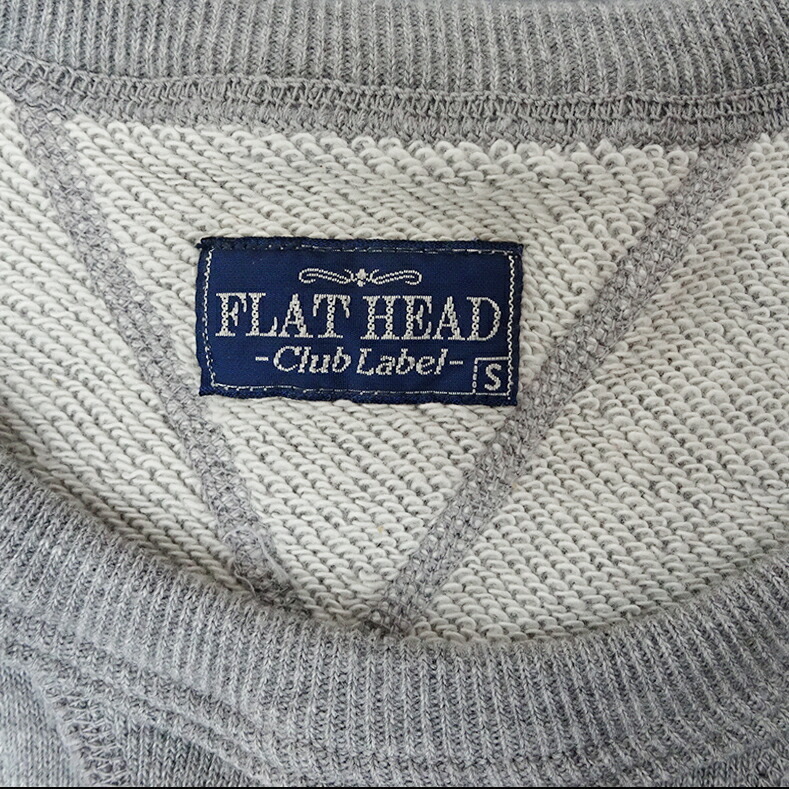 FLAT HEAD
-Club Label-
S